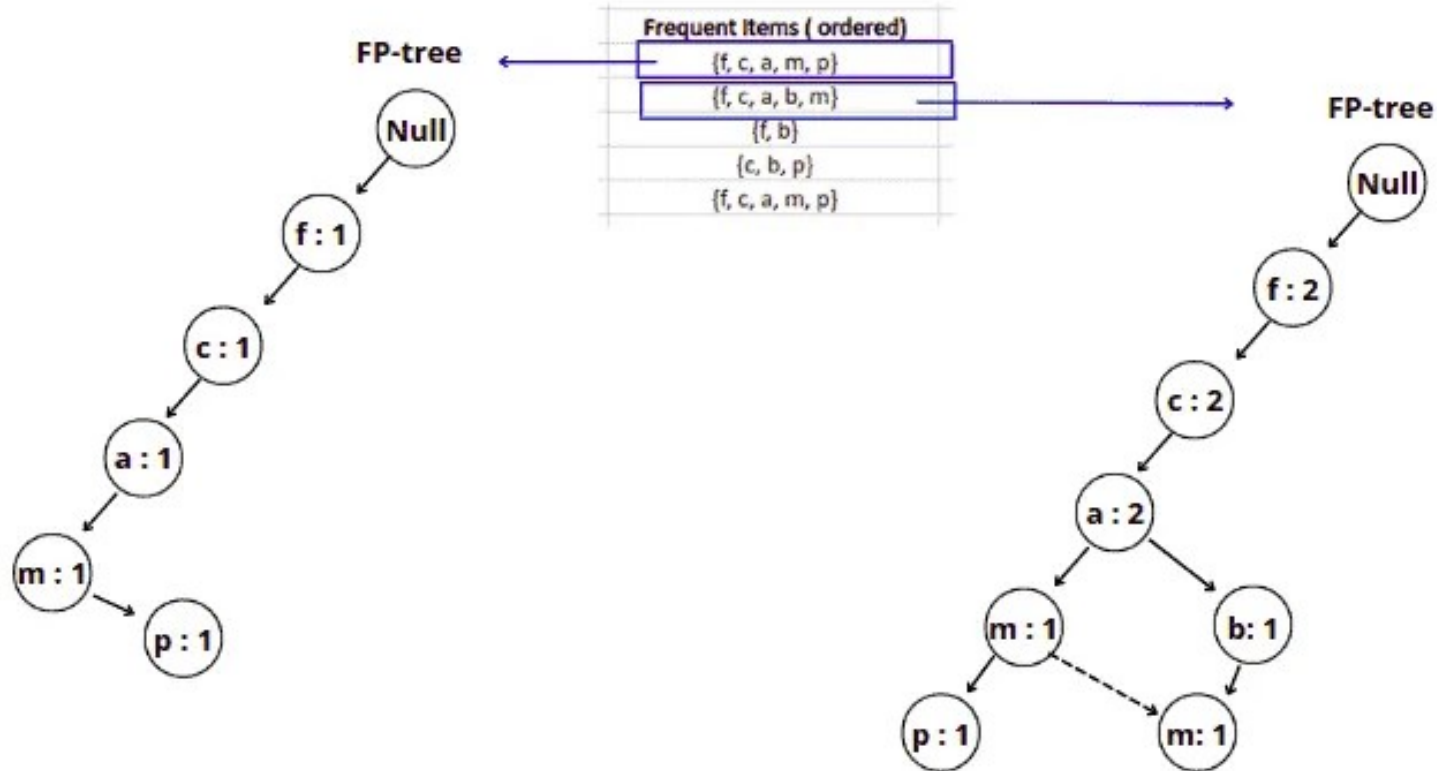 Frequent Items ( ordered)
{f, c, a, m, p}
{f, c, a, b, m}
{f, b}
{c, b, p}
{f, c, a, m, p}
FP-tree
Null
f : 1
c : 1
a : 1
m : 1
p : 1
FP-tree
Null
f : 2
c : 2
a : 2
m : 1
b: 1
p : 1
m: 1